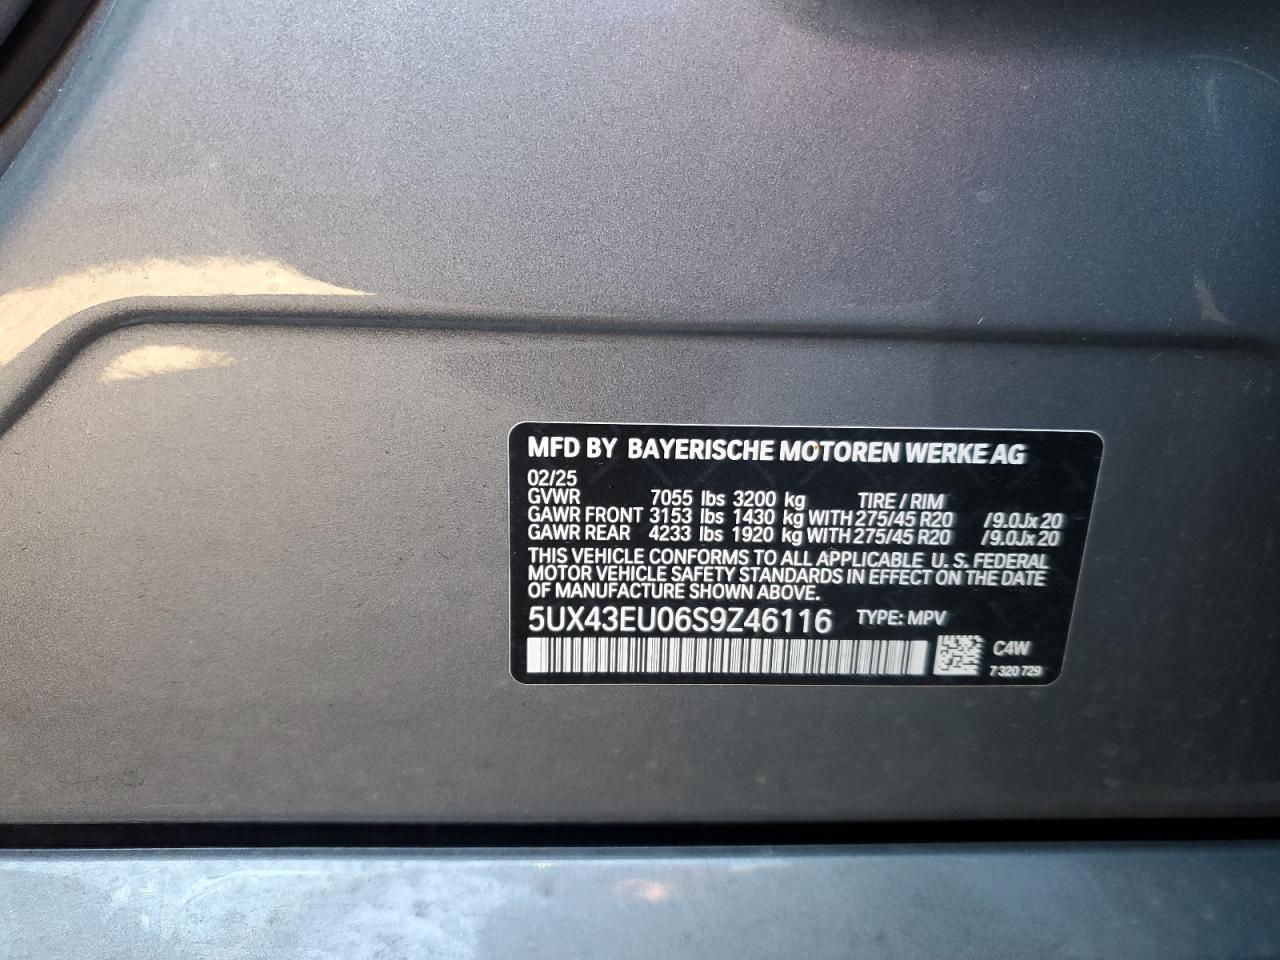 MFD BY BAYERISCHE MOTOREN WERKE AG
02/25
GVWR 7055 lbs 3200 kg TIRE / RIM
GAWR FRONT 3153 lbs 1430 kg WITH 275/45 R20 /9.0Jx20
GAWR REAR 4233 lbs 1920 kg WITH 275/45 R20 /9.0Jx20
THIS VEHICLE CONFORMS TO ALL APPLICABLE U. S. FEDERAL
MOTOR VEHICLE SAFETY STANDARDS IN EFFECT ON THE DATE
OF MANUFACTURE SHOWN ABOVE.
5UX43EU06S9Z46116 TYPE: MPV
C4W
7 320 729